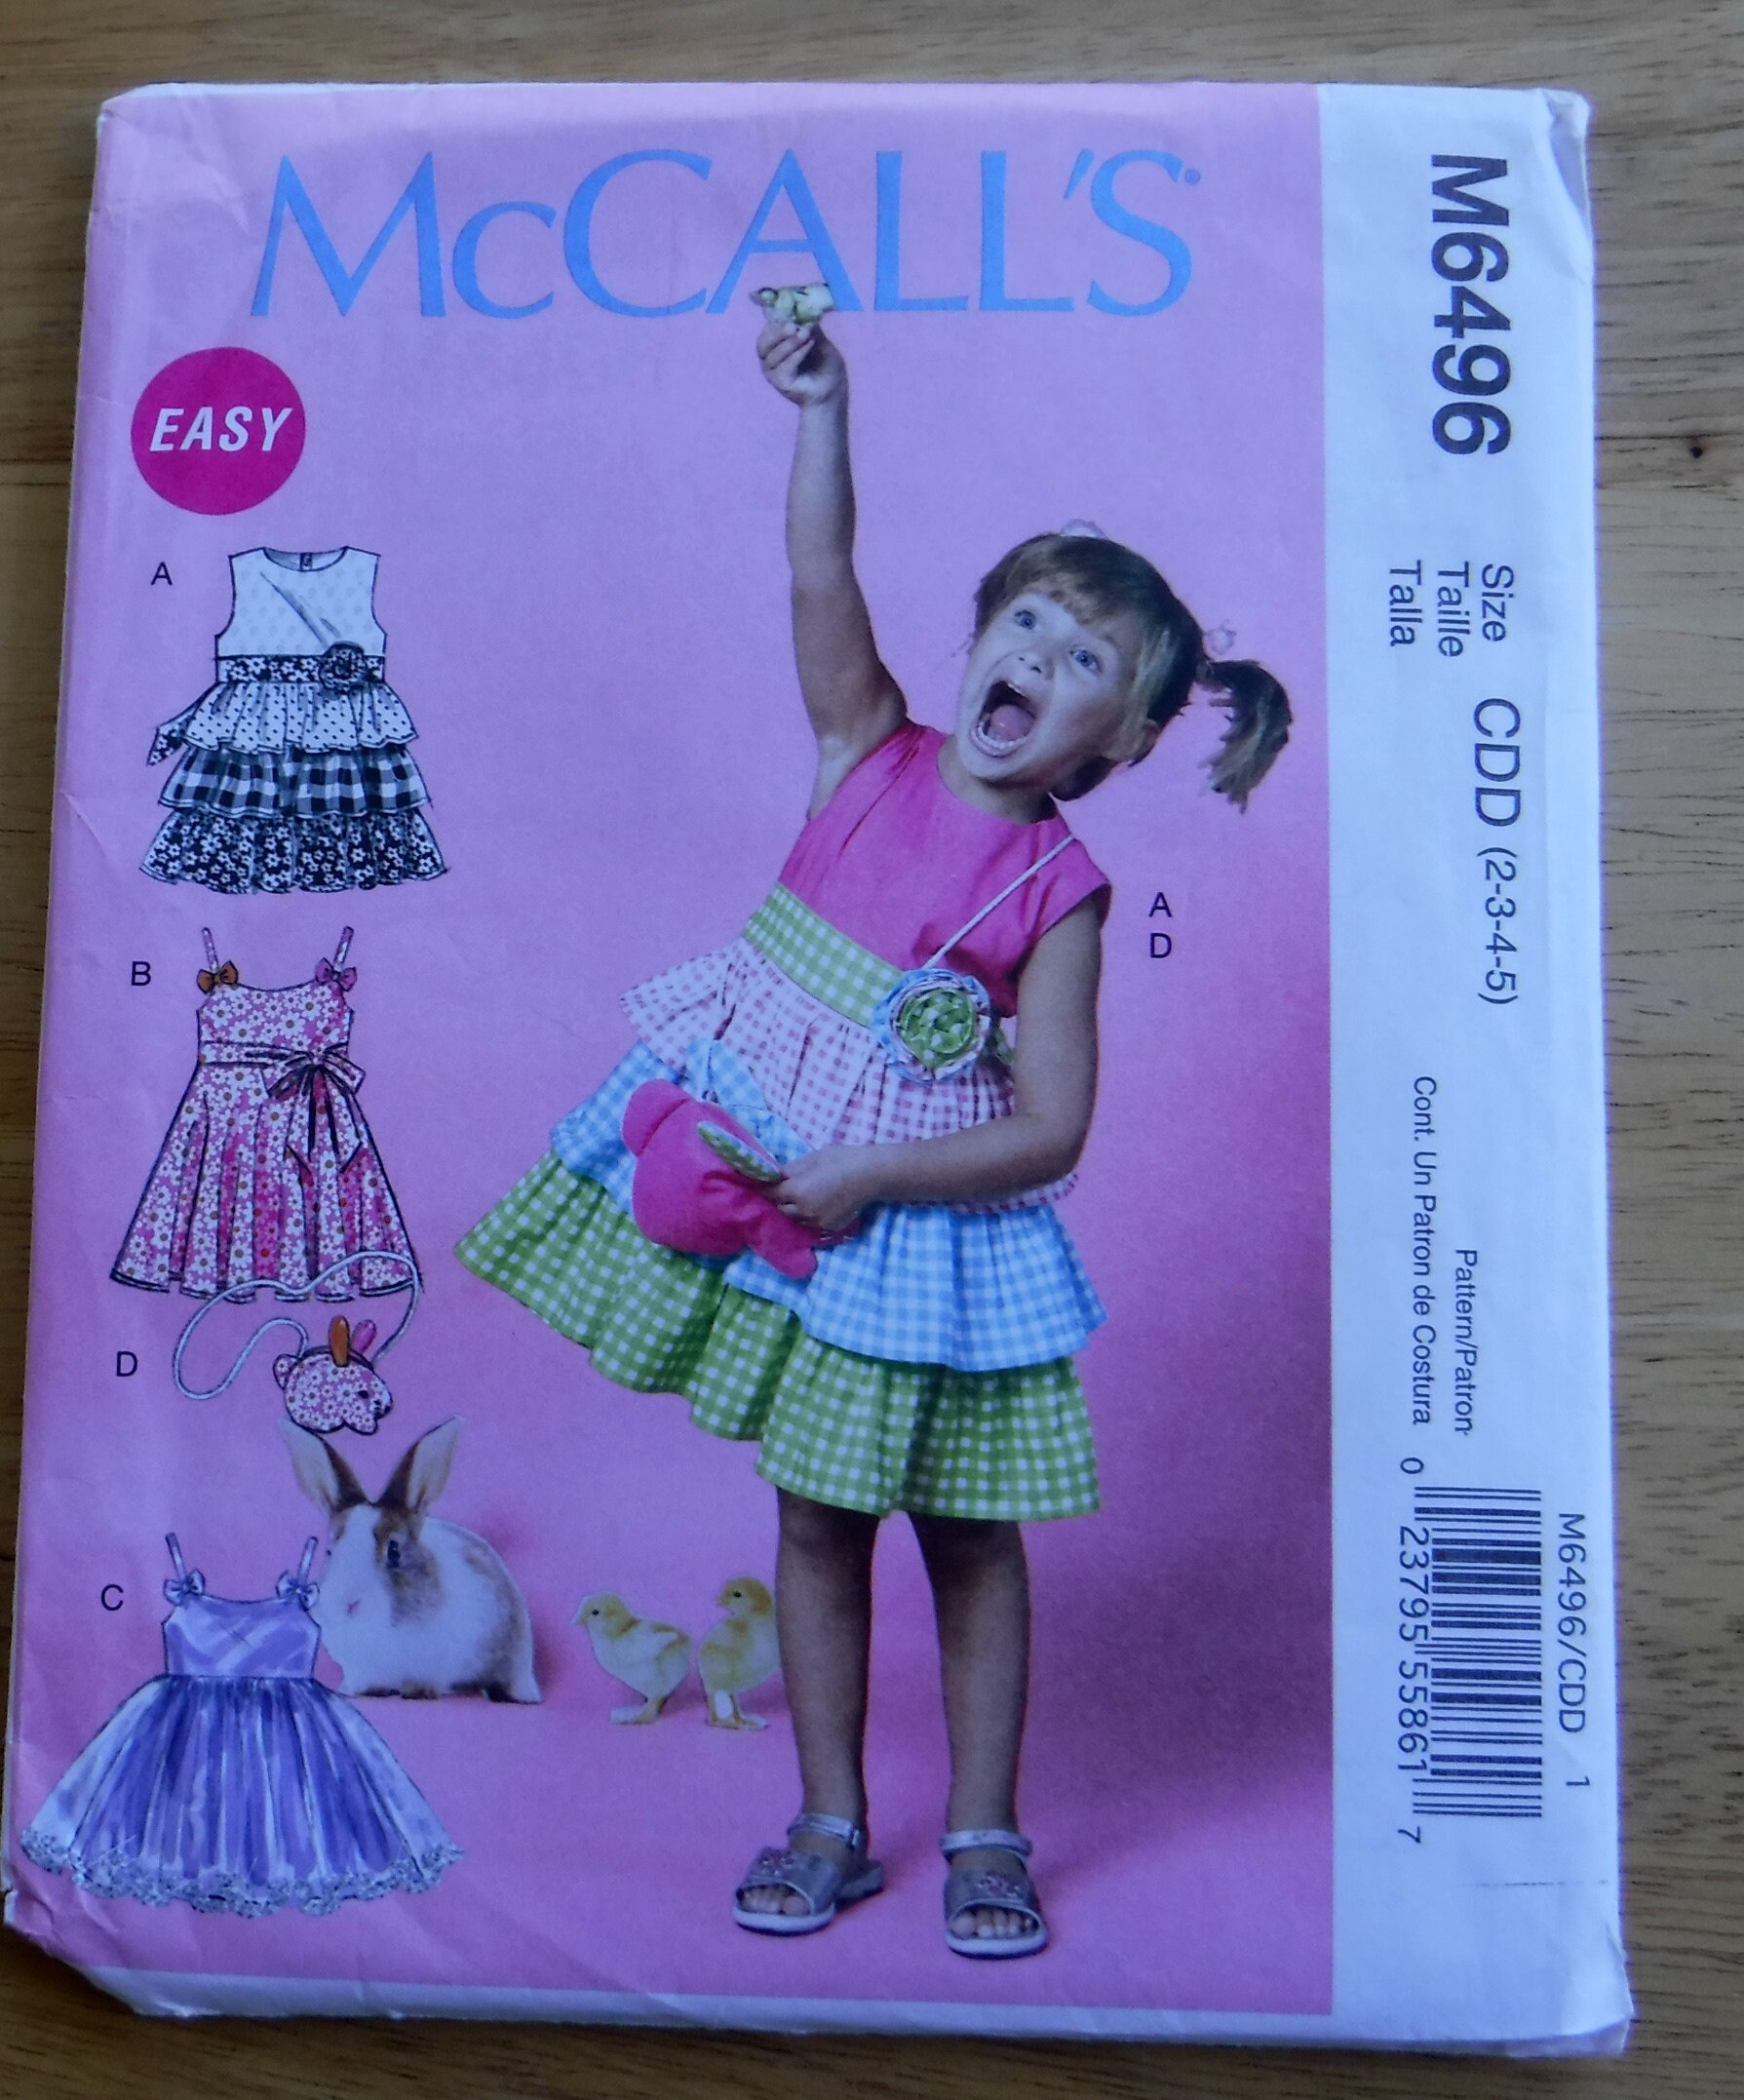 McCALL'S®
EASY
A
B
D
C
A
D
M6496
Size CDD (2-3-4-5)
Taille
Talla
Pattern/Patron
Cont. Un Patron de Costura
M6496/CDD 1
0 23795 55861 7